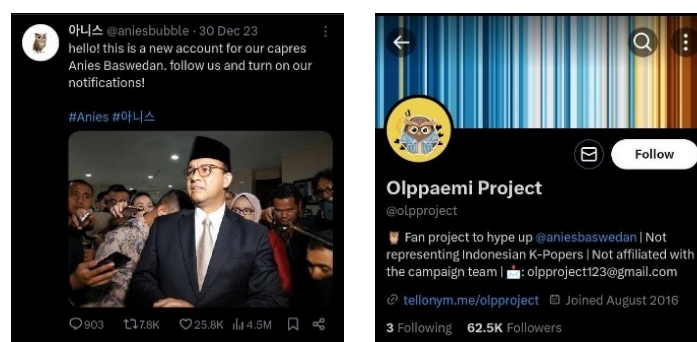 아니스 @aniesbubble · 30 Dec 23
hello! this is a new account for our capres
Anies Baswedan. follow us and turn on our
notifications!
#Anies #아니스
903 7.8K 25.8K 4.5M
Follow
Olppaemi Project
@olpproject
Fan project to hype up @aniesbaswedan | Not
representing Indonesian K-Popers | Not affiliated with
the campaign team | 📩: olpproject123@gmail.com
tellonym.me/olpproject Joined August 2016
3 Following 62.5K Followers